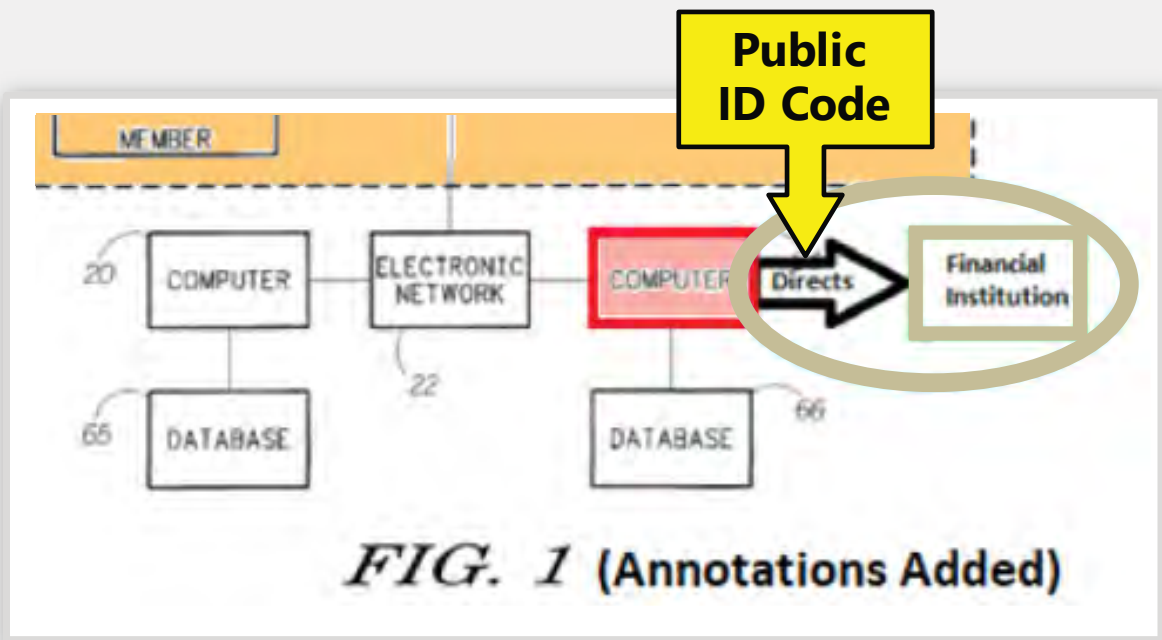 Public
ID Code
MEMBER
20
COMPUTER
ELECTRONIC
NETWORK
COMPUTER
Directs
Financial
Institution
22
65
DATABASE
DATABASE
66
FIG. 1 (Annotations Added)